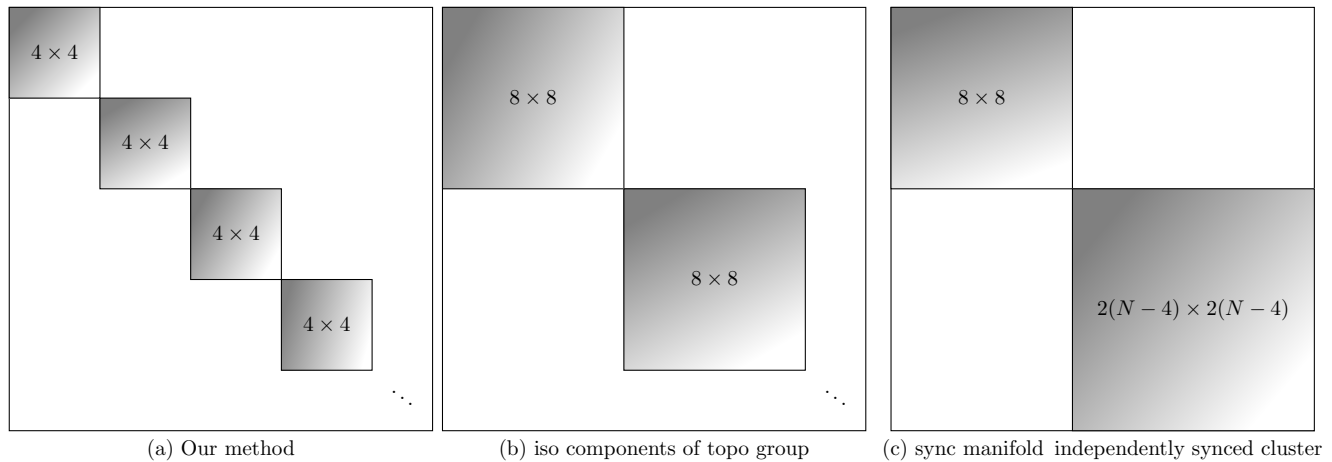 4 × 4
4 × 4
4 × 4
4 × 4
⋱
(a) Our method
8 × 8
8 × 8
⋱
(b) iso components of topo group
8 × 8
2(N − 4) × 2(N − 4)
(c) sync manifold independently synced cluster